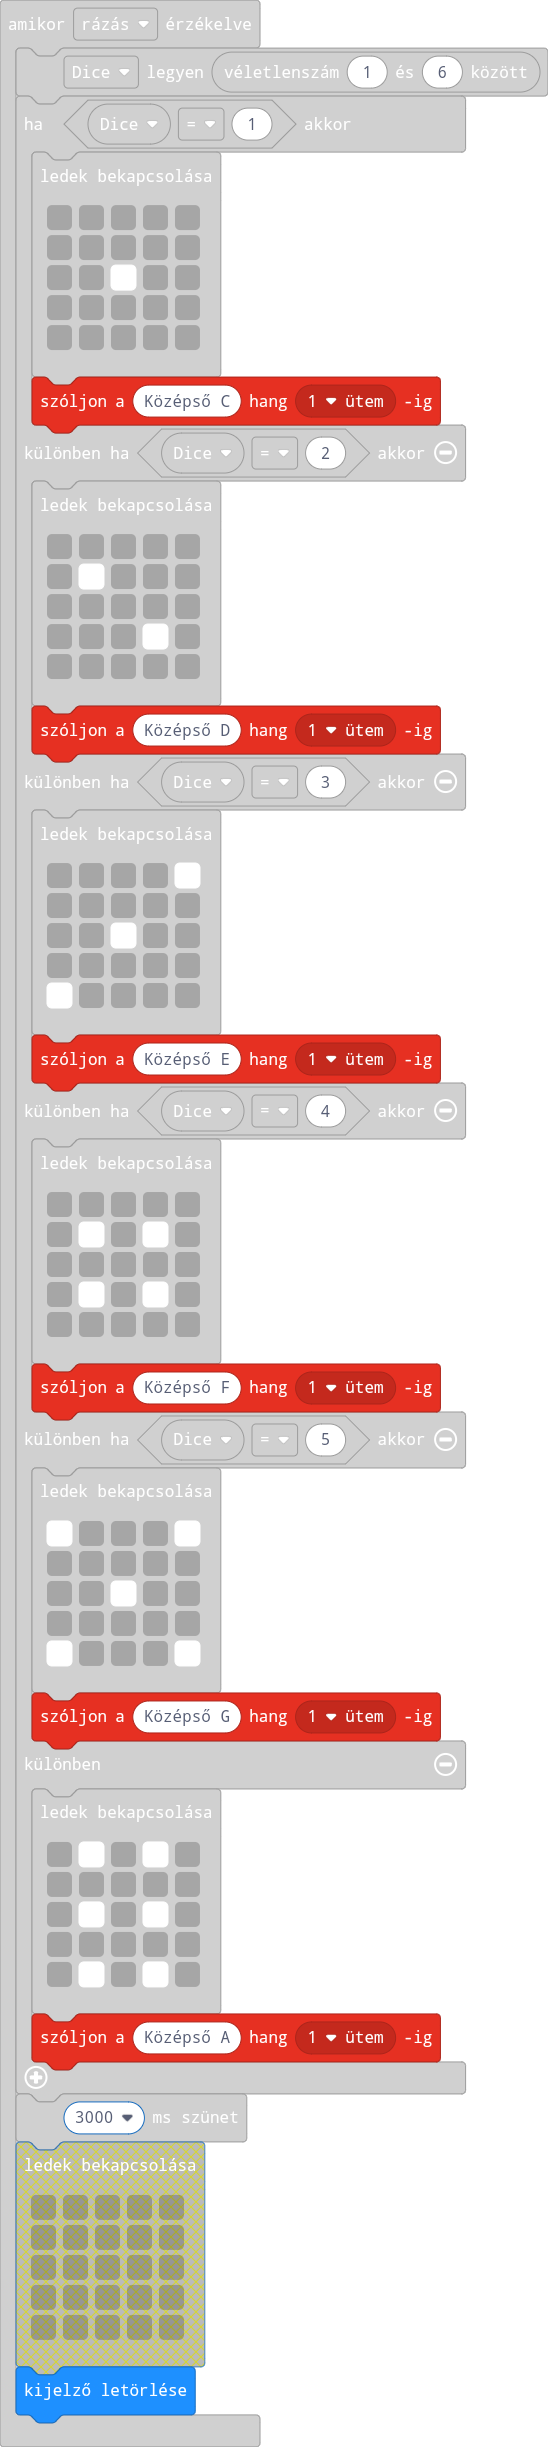 amikor rázás érzékelve
Dice legyen véletlenszám 1 és 6 között
ha Dice = 1 akkor
ledek bekapcsolása
szóljon a Középső C hang 1 ütem -ig
különben ha Dice = 2 akkor
ledek bekapcsolása
szóljon a Középső D hang 1 ütem -ig
különben ha Dice = 3 akkor
ledek bekapcsolása
szóljon a Középső E hang 1 ütem -ig
különben ha Dice = 4 akkor
ledek bekapcsolása
szóljon a Középső F hang 1 ütem -ig
különben ha Dice = 5 akkor
ledek bekapcsolása
szóljon a Középső G hang 1 ütem -ig
különben
ledek bekapcsolása
szóljon a Középső A hang 1 ütem -ig
3000 ms szünet
ledek bekapcsolása
kijelző letörlése